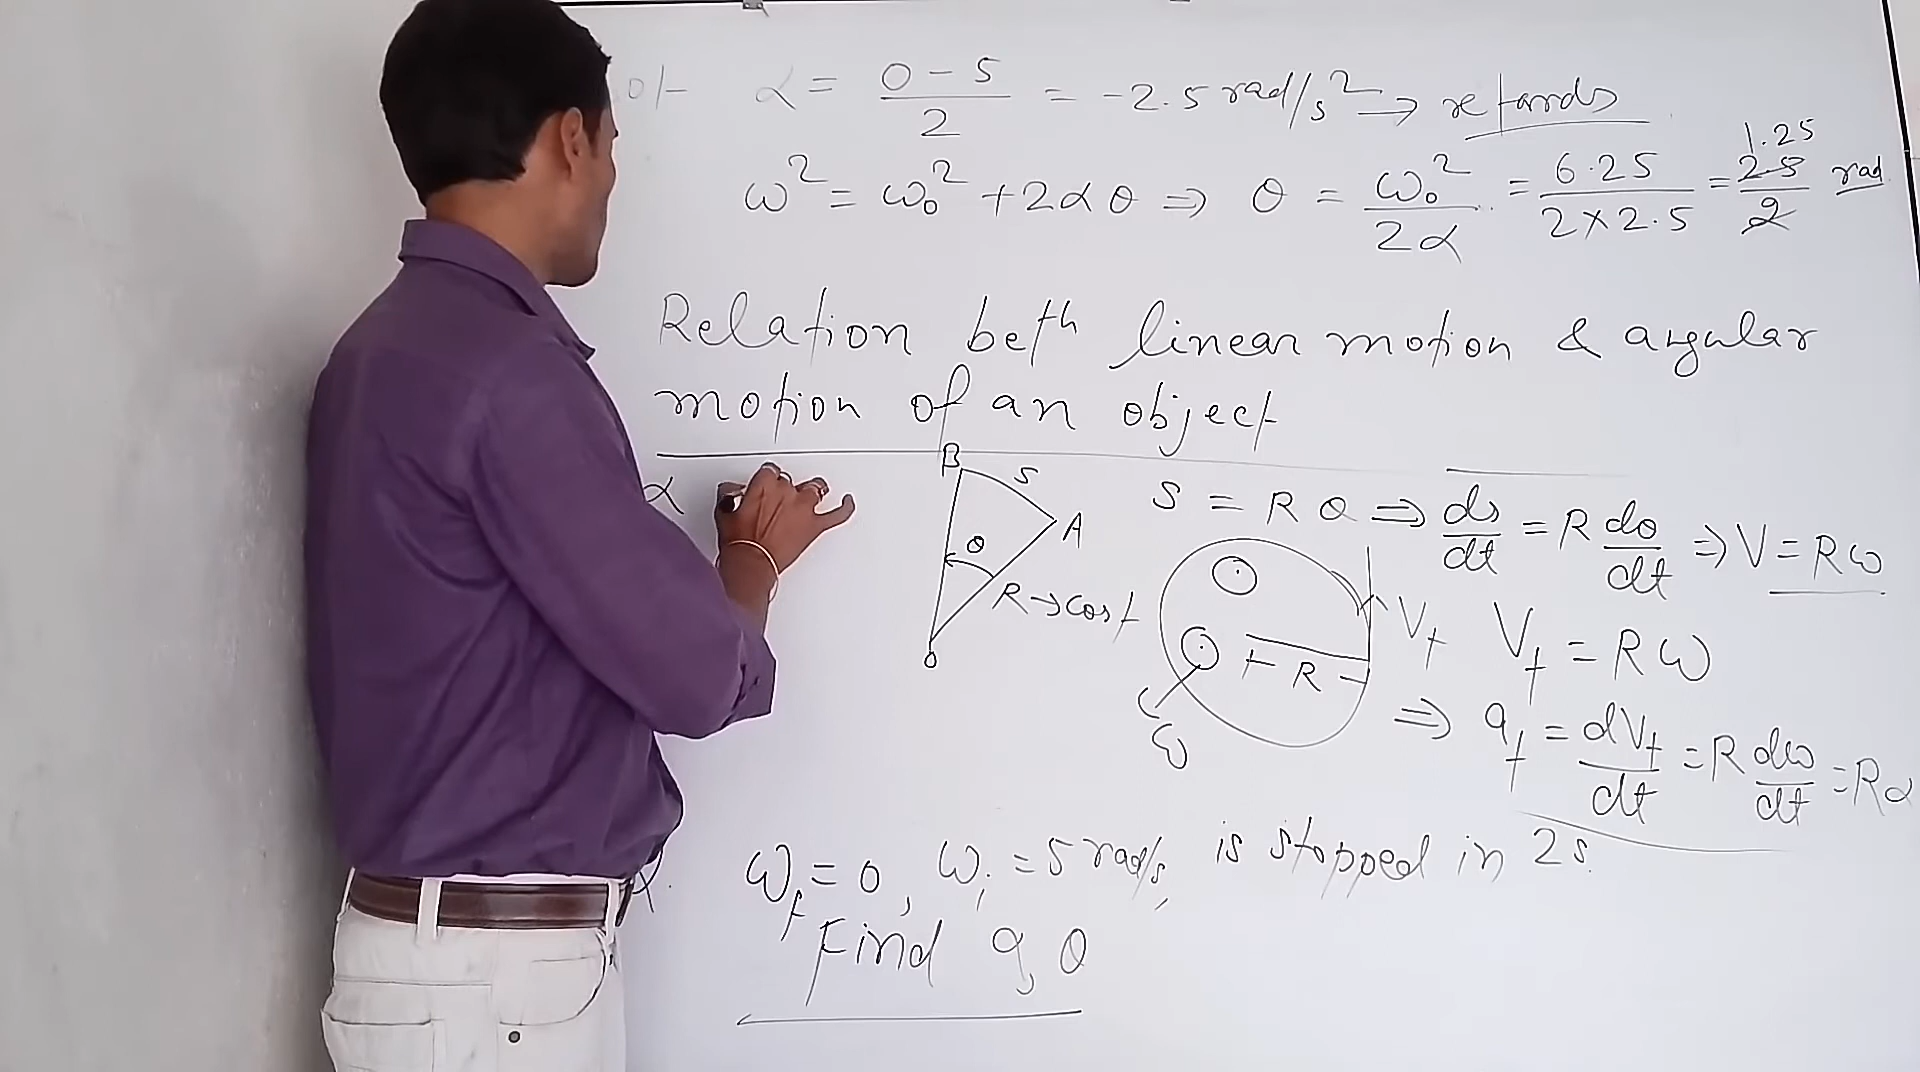 α = 0 - 5 / 2 = -2.5 rad/s² → retards
ω² = ω₀² + 2αθ ⇒ θ = ω₀² / 2α = 6.25 / 2×2.5 = 2.5 / 2 rad
1.25
Relation betⁿ linear motion & angular
motion of an object
α
B
S
A
θ
R → cost
O
S = Rθ ⇒ ds/dt = R dθ/dt ⇒ V = Rω
R
Vt
ω
Vt = Rω
⇒ at = dVt/dt = R dω/dt = Rα
ωf = 0, ωi = 5 rad/s, is stopped in 2s.
Find α, θ